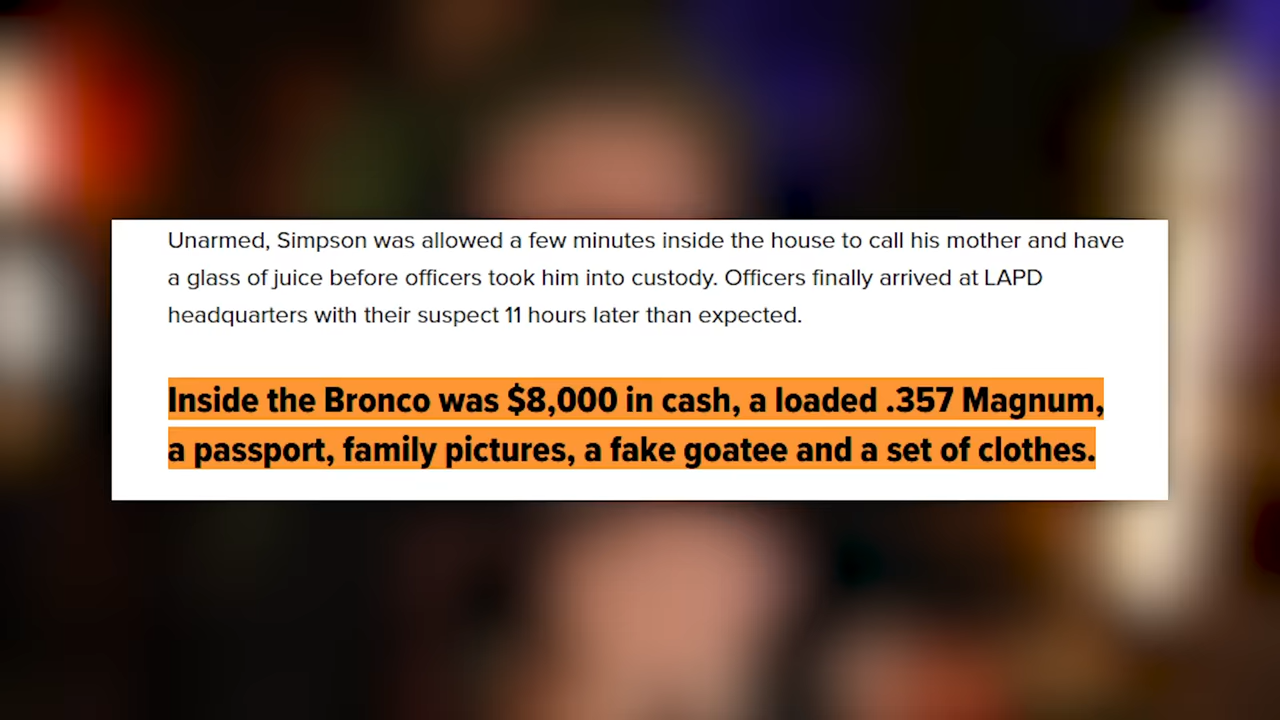 Unarmed, Simpson was allowed a few minutes inside the house to call his mother and have
a glass of juice before officers took him into custody. Officers finally arrived at LAPD
headquarters with their suspect 11 hours later than expected.
Inside the Bronco was $8,000 in cash, a loaded .357 Magnum,
a passport, family pictures, a fake goatee and a set of clothes.